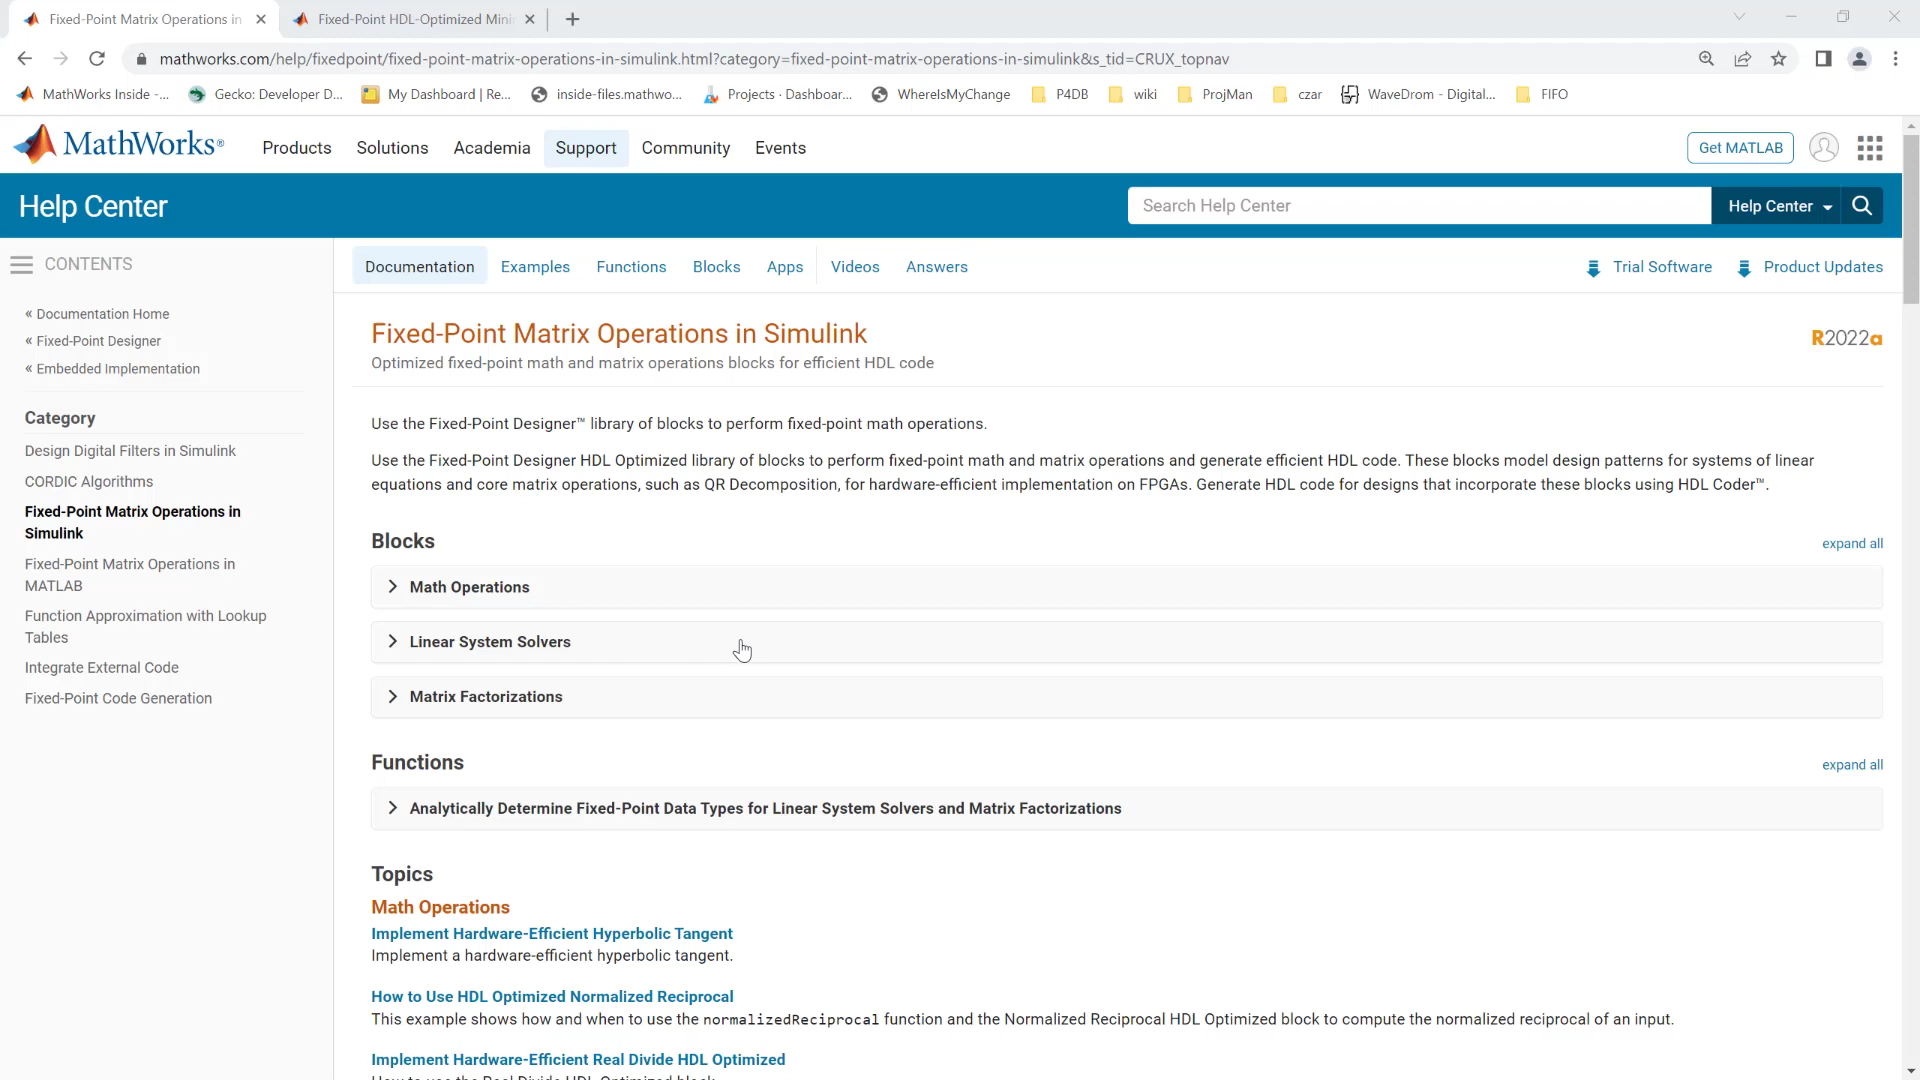 Fixed-Point Matrix Operations in
Fixed-Point HDL-Optimized Mini
mathworks.com/help/fixedpoint/fixed-point-matrix-operations-in-simulink.html?category=fixed-point-matrix-operations-in-simulink&s_tid=CRUX_topnav
MathWorks Inside -... Gecko: Developer D... My Dashboard | Re... inside-files.mathwo... Projects · Dashboar... WhereIsMyChange P4DB wiki ProjMan czar WaveDrom - Digital... FIFO
MathWorks® Products Solutions Academia Support Community Events Get MATLAB
Help Center Search Help Center Help Center
CONTENTS
Documentation Examples Functions Blocks Apps Videos Answers Trial Software Product Updates
« Documentation Home
« Fixed-Point Designer
« Embedded Implementation
Category
Design Digital Filters in Simulink
CORDIC Algorithms
Fixed-Point Matrix Operations in
Simulink
Fixed-Point Matrix Operations in
MATLAB
Function Approximation with Lookup
Tables
Integrate External Code
Fixed-Point Code Generation
Fixed-Point Matrix Operations in Simulink
R2022a
Optimized fixed-point math and matrix operations blocks for efficient HDL code
Use the Fixed-Point Designer™ library of blocks to perform fixed-point math operations.
Use the Fixed-Point Designer HDL Optimized library of blocks to perform fixed-point math and matrix operations and generate efficient HDL code. These blocks model design patterns for systems of linear
equations and core matrix operations, such as QR Decomposition, for hardware-efficient implementation on FPGAs. Generate HDL code for designs that incorporate these blocks using HDL Coder™.
Blocks
expand all
Math Operations
Linear System Solvers
Matrix Factorizations
Functions
expand all
Analytically Determine Fixed-Point Data Types for Linear System Solvers and Matrix Factorizations
Topics
Math Operations
Implement Hardware-Efficient Hyperbolic Tangent
Implement a hardware-efficient hyperbolic tangent.
How to Use HDL Optimized Normalized Reciprocal
This example shows how and when to use the normalizedReciprocal function and the Normalized Reciprocal HDL Optimized block to compute the normalized reciprocal of an input.
Implement Hardware-Efficient Real Divide HDL Optimized
How to use the Real Divide HDL Optimized block